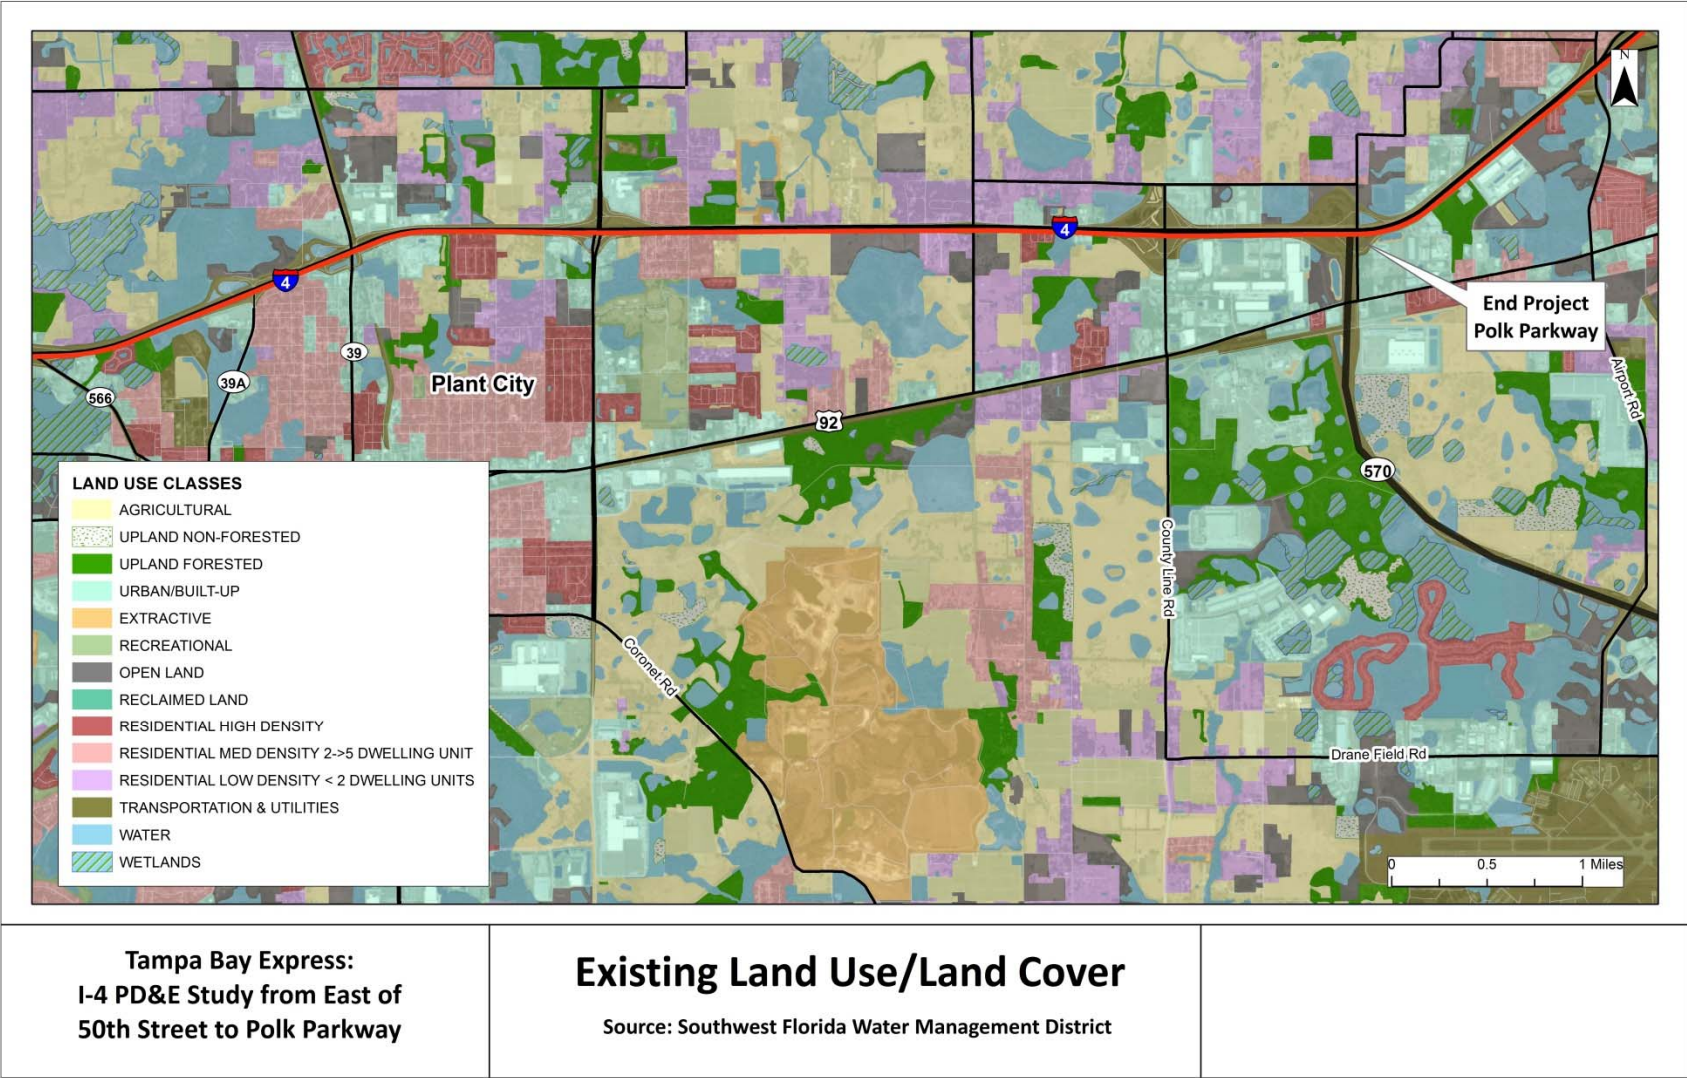 N
4
4
End Project
Polk Parkway
39
39A
Plant City
566
92
Airport Rd
570
LAND USE CLASSES
AGRICULTURAL
UPLAND NON-FORESTED
UPLAND FORESTED
URBAN/BUILT-UP
EXTRACTIVE
RECREATIONAL
OPEN LAND
RECLAIMED LAND
RESIDENTIAL HIGH DENSITY
RESIDENTIAL MED DENSITY 2->5 DWELLING UNIT
RESIDENTIAL LOW DENSITY < 2 DWELLING UNITS
TRANSPORTATION & UTILITIES
WATER
WETLANDS
County Line Rd
Coronet Rd
Drane Field Rd
0 0.5 1 Miles
Tampa Bay Express:
I-4 PD&E Study from East of
50th Street to Polk Parkway
Existing Land Use/Land Cover
Source: Southwest Florida Water Management District